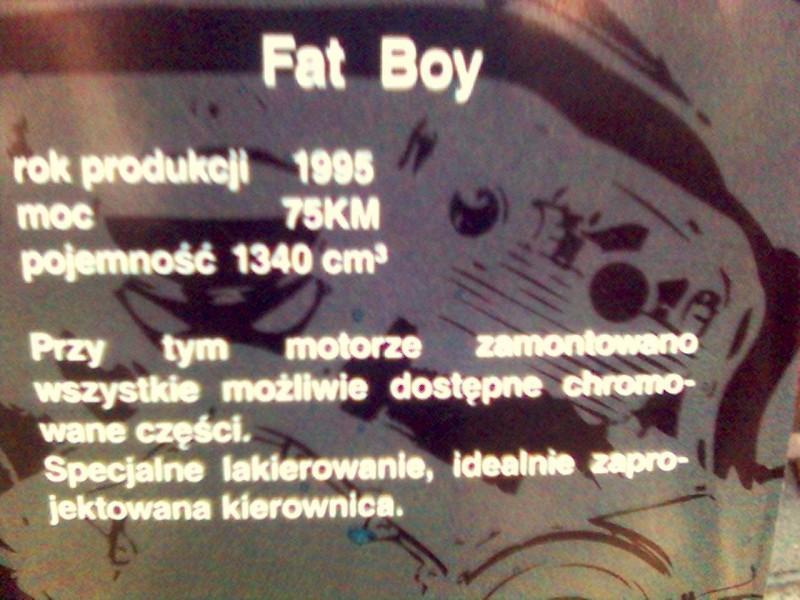 Fat Boy
rok produkcji 1995
moc 75KM
pojemność 1340 cm³
Przy tym motorze zamontowano
wszystkie możliwie dostępne chromo-
wane części.
Specjalne lakierowanie, idealnie zapro-
jektowana kierownica.